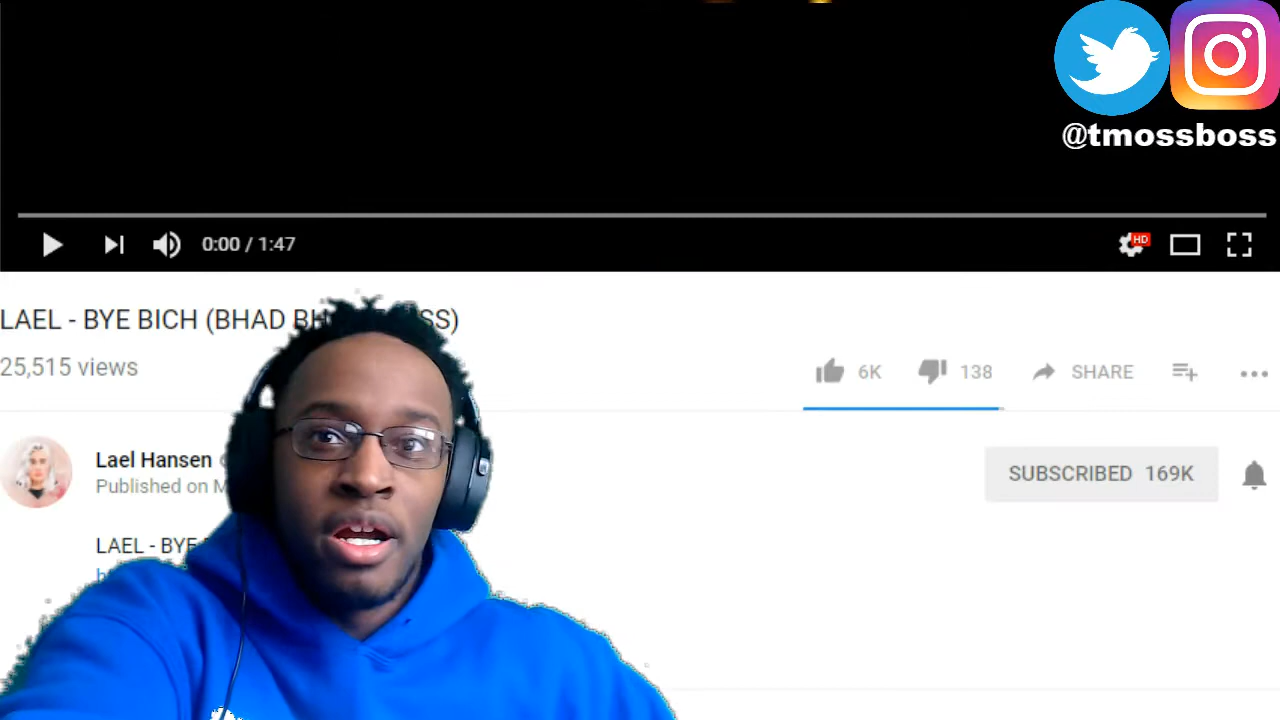 @tmossboss
0:00 / 1:47
HD
LAEL - BYE BICH (BHAD SS)
25,515 views
6K
138
SHARE
Lael Hansen
Published on
SUBSCRIBED 169K
LAEL - BYE